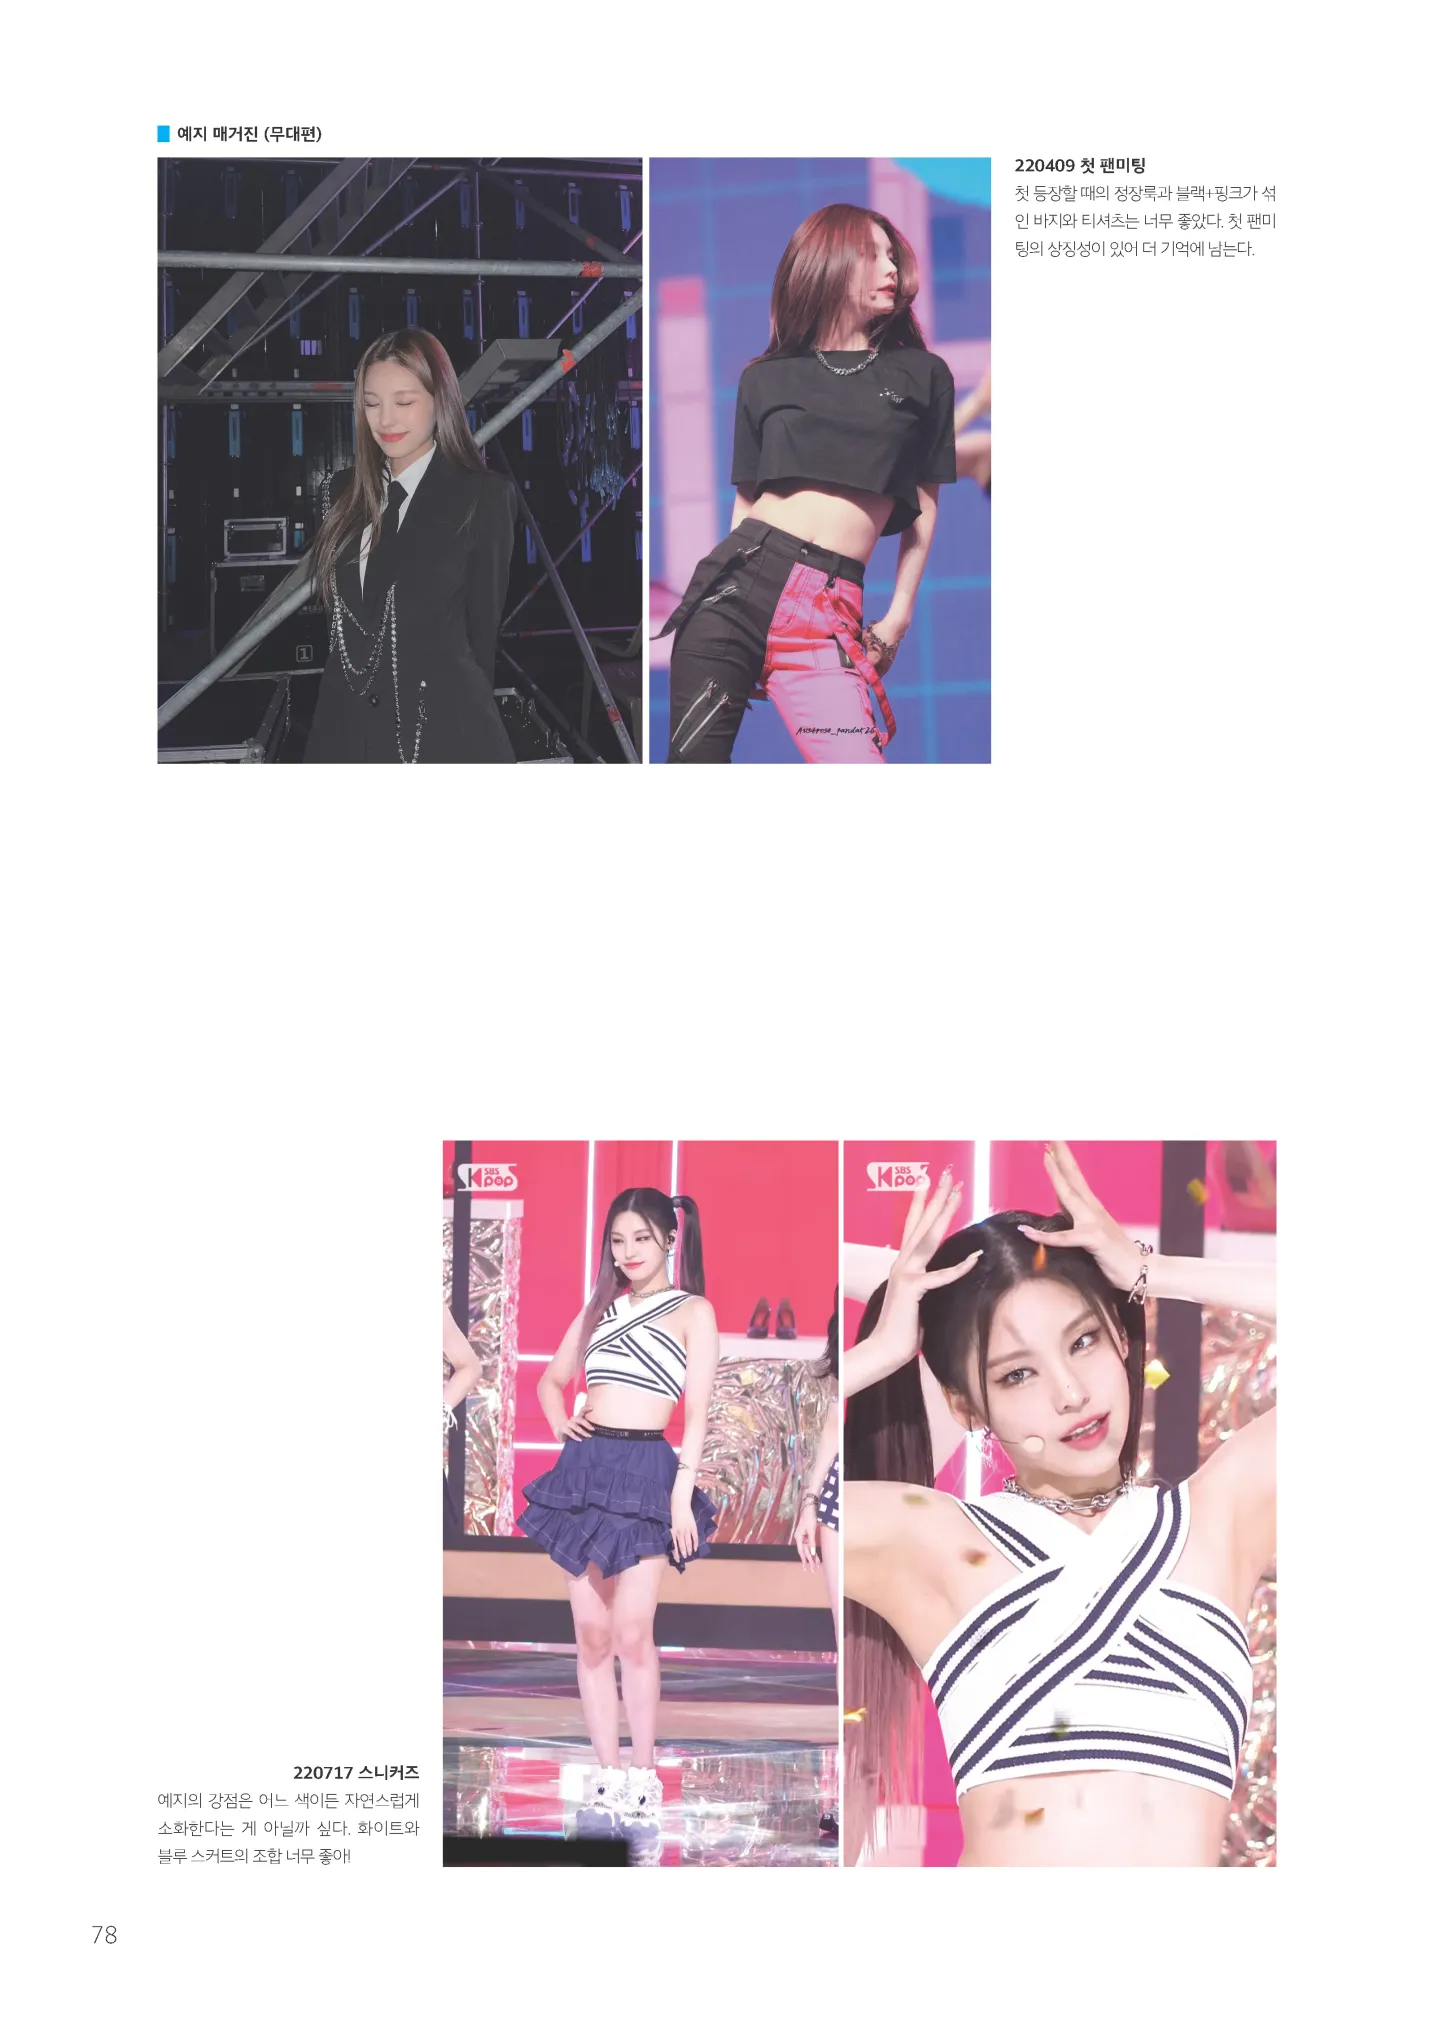 예지 매거진 (무대편)
220409 첫 팬미팅
첫 등장할 때의 정장룩과 블랙+핑크가 섞
인 바지와 티셔츠는 너무 좋았다. 첫 팬미
팅의 상징성이 있어 더 기억에 남는다.
1
SBS
Kpop
SBS
Kpop
220717 스니커즈
예지의 강점은 어느 색이든 자연스럽게
소화한다는 게 아닐까 싶다. 화이트와
블루 스커트의 조합 너무 좋아!
78